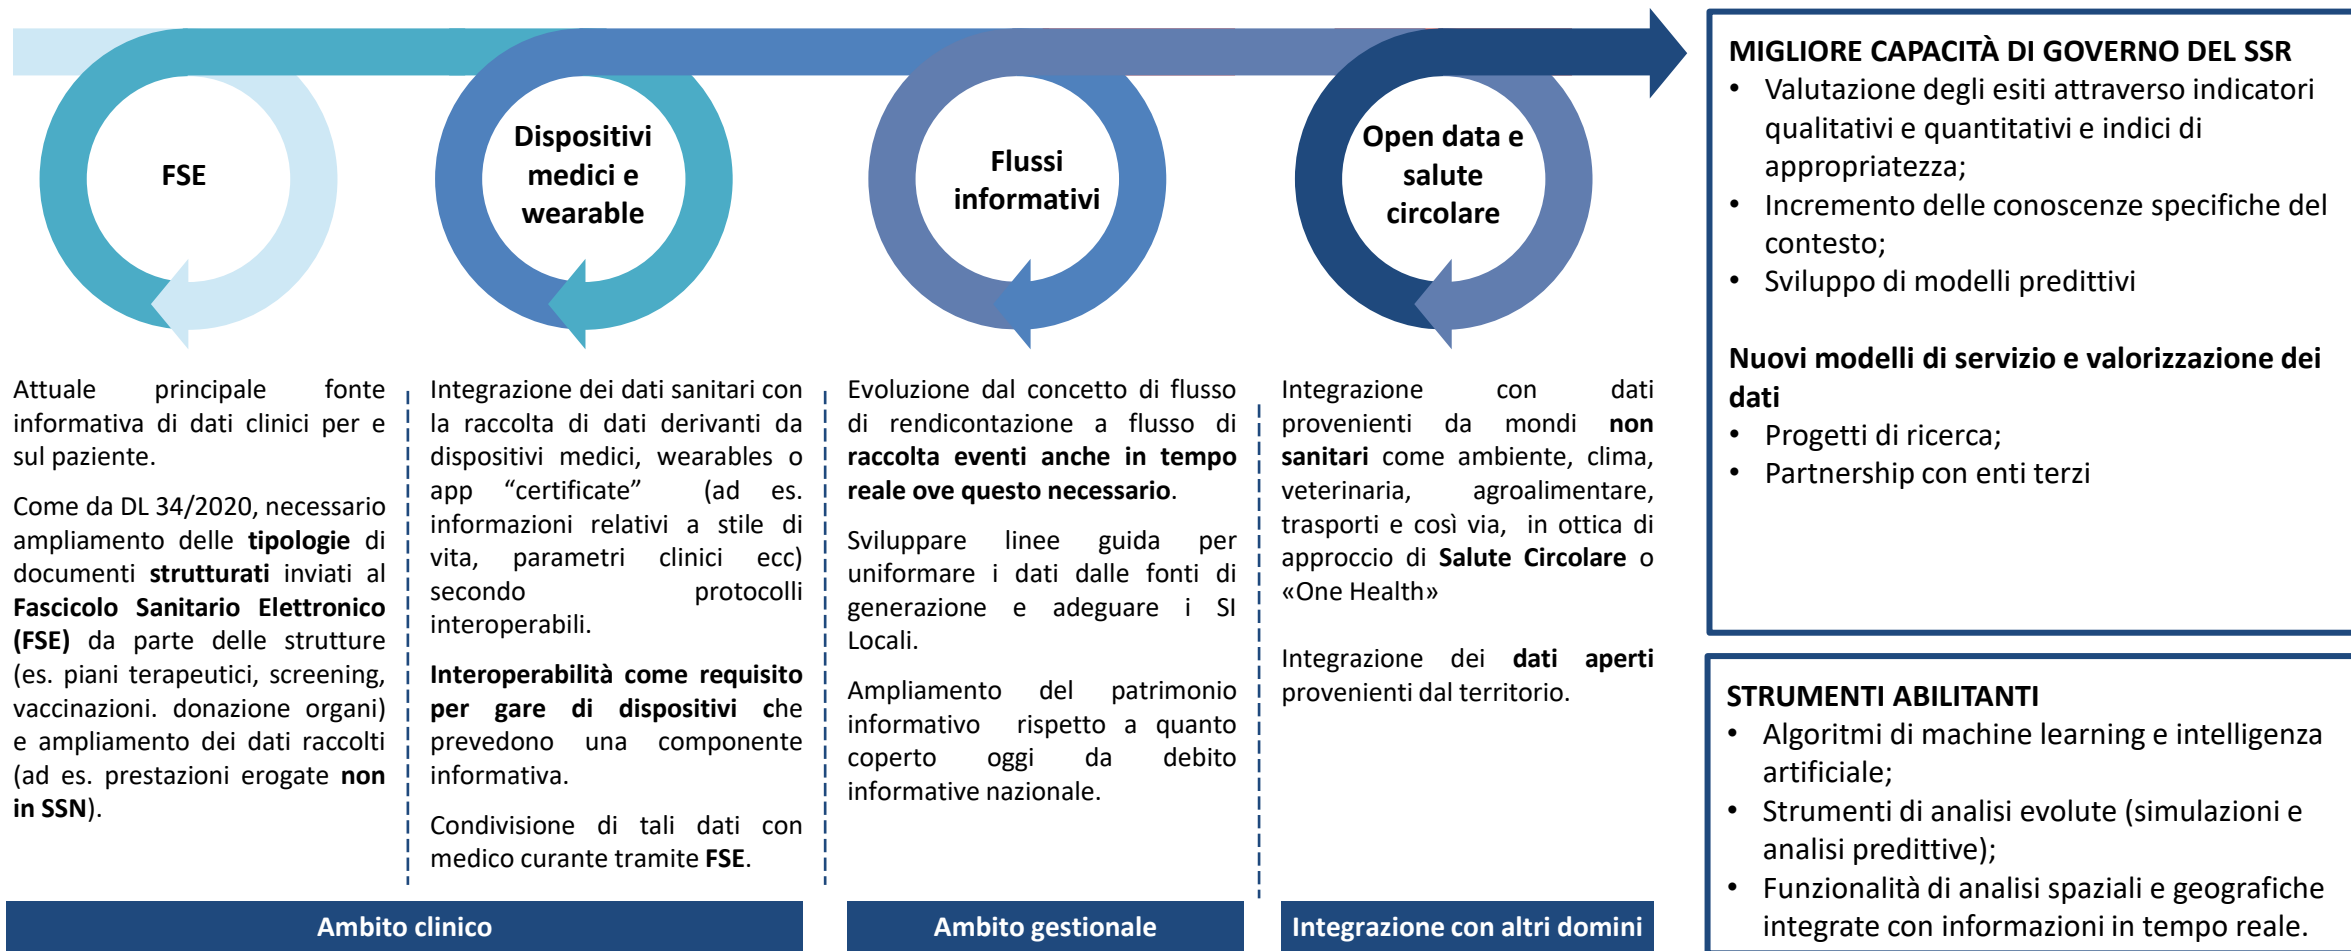 FSE
Dispositivi
medici e
wearable
Flussi
informativi
Open data e
salute
circolare
Attuale principale fonte
informativa di dati clinici per e
sul paziente.
Come da DL 34/2020, necessario
ampliamento delle tipologie di
documenti strutturati inviati al
Fascicolo Sanitario Elettronico
(FSE) da parte delle strutture
(es. piani terapeutici, screening,
vaccinazioni. donazione organi)
e ampliamento dei dati raccolti
(ad es. prestazioni erogate non
in SSN).
Integrazione dei dati sanitari con
la raccolta di dati derivanti da
dispositivi medici, wearables o
app “certificate” (ad es.
informazioni relativi a stile di
vita, parametri clinici ecc)
secondo protocolli
interoperabili.
Interoperabilità come requisito
per gare di dispositivi che
prevedono una componente
informativa.
Condivisione di tali dati con
medico curante tramite FSE.
Evoluzione dal concetto di flusso
di rendicontazione a flusso di
raccolta eventi anche in tempo
reale ove questo necessario.
Sviluppare linee guida per
uniformare i dati dalle fonti di
generazione e adeguare i SI
Locali.
Ampliamento del patrimonio
informativo rispetto a quanto
coperto oggi da debito
informative nazionale.
Integrazione con dati
provenienti da mondi non
sanitari come ambiente, clima,
veterinaria, agroalimentare,
trasporti e così via, in ottica di
approccio di Salute Circolare o
«One Health»
Integrazione dei dati aperti
provenienti dal territorio.
Ambito clinico
Ambito gestionale
Integrazione con altri domini
MIGLIORE CAPACITÀ DI GOVERNO DEL SSR
• Valutazione degli esiti attraverso indicatori
qualitativi e quantitativi e indici di
appropriatezza;
• Incremento delle conoscenze specifiche del
contesto;
• Sviluppo di modelli predittivi
Nuovi modelli di servizio e valorizzazione dei
dati
• Progetti di ricerca;
• Partnership con enti terzi
STRUMENTI ABILITANTI
• Algoritmi di machine learning e intelligenza
artificiale;
• Strumenti di analisi evolute (simulazioni e
analisi predittive);
• Funzionalità di analisi spaziali e geografiche
integrate con informazioni in tempo reale.